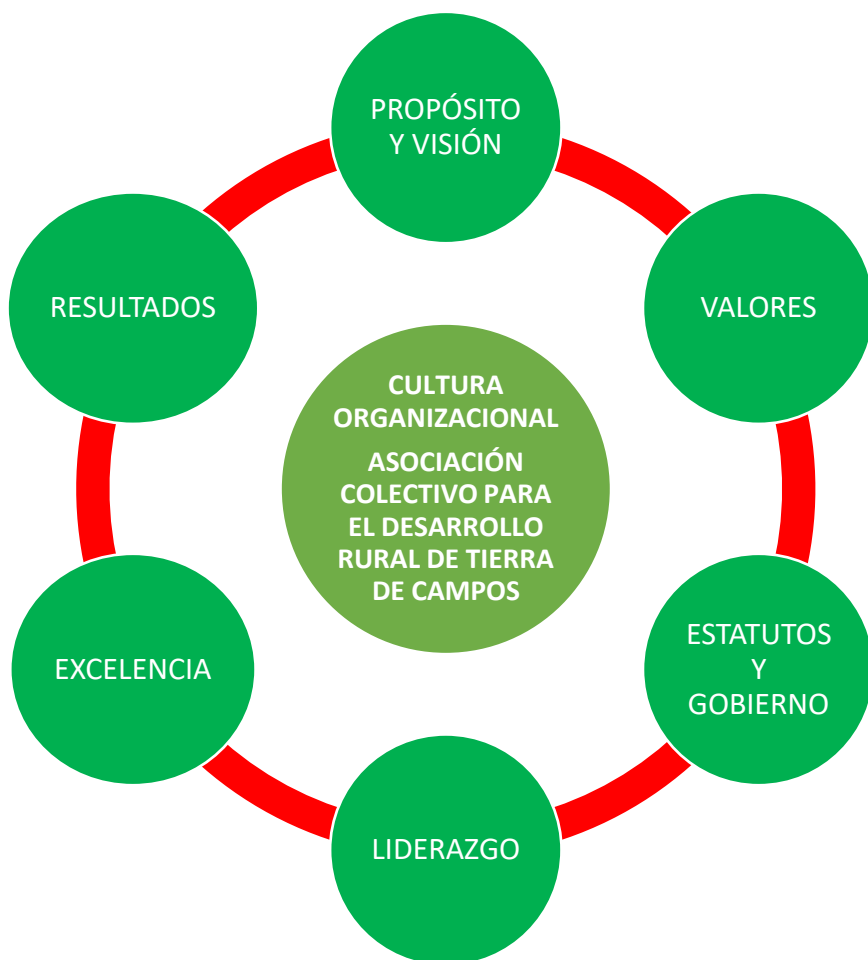 PROPÓSITO
Y VISIÓN
VALORES
ESTATUTOS
Y
GOBIERNO
LIDERAZGO
EXCELENCIA
RESULTADOS
CULTURA
ORGANIZACIONAL
ASOCIACIÓN
COLECTIVO PARA
EL DESARROLLO
RURAL DE TIERRA
DE CAMPOS